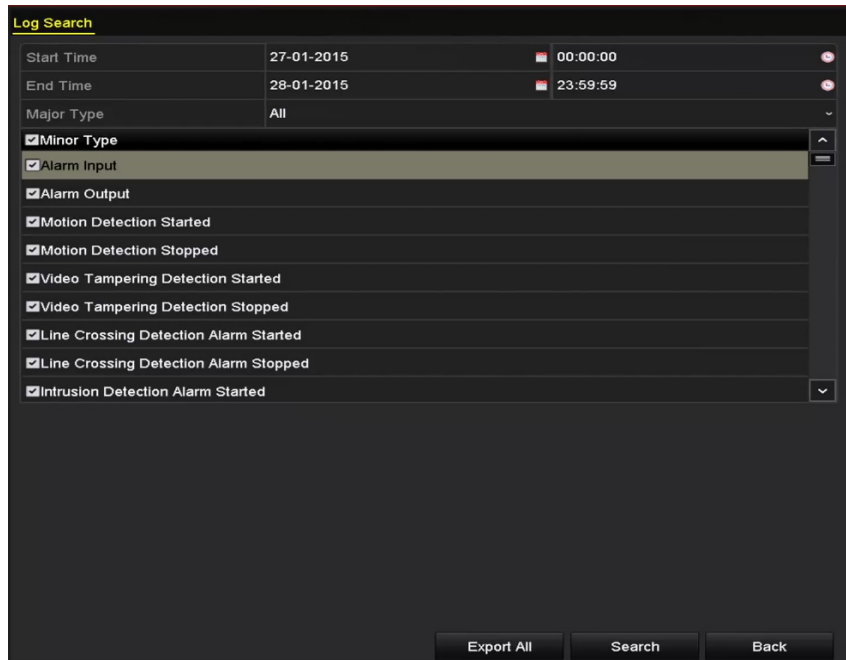 Log Search
Start Time 27-01-2015 00:00:00
End Time 28-01-2015 23:59:59
Major Type All
Minor Type
Alarm Input
Alarm Output
Motion Detection Started
Motion Detection Stopped
Video Tampering Detection Started
Video Tampering Detection Stopped
Line Crossing Detection Alarm Started
Line Crossing Detection Alarm Stopped
Intrusion Detection Alarm Started
Export All Search Back